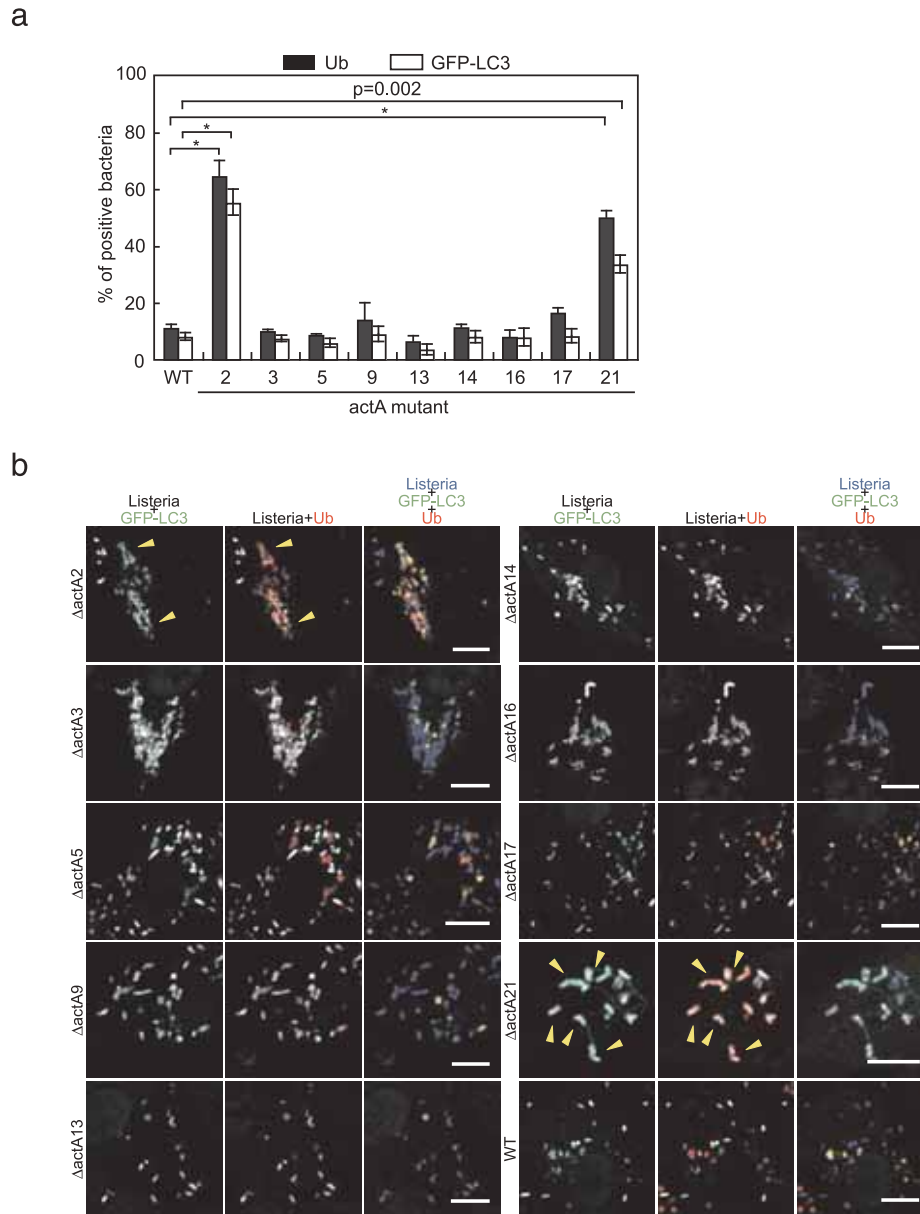 a
Ub GFP-LC3
100
80
60
40
20
0
% of positive bacteria
p=0.002
*
*
*
WT 2 3 5 9 13 14 16 17 21
actA mutant
b
Listeria
+
GFP-LC3
Listeria+Ub
Listeria
+
GFP-LC3
+
Ub
Listeria
+
GFP-LC3
Listeria+Ub
Listeria
+
GFP-LC3
+
Ub
ΔactA2
ΔactA14
ΔactA3
ΔactA16
ΔactA5
ΔactA17
ΔactA9
ΔactA21
ΔactA13
WT